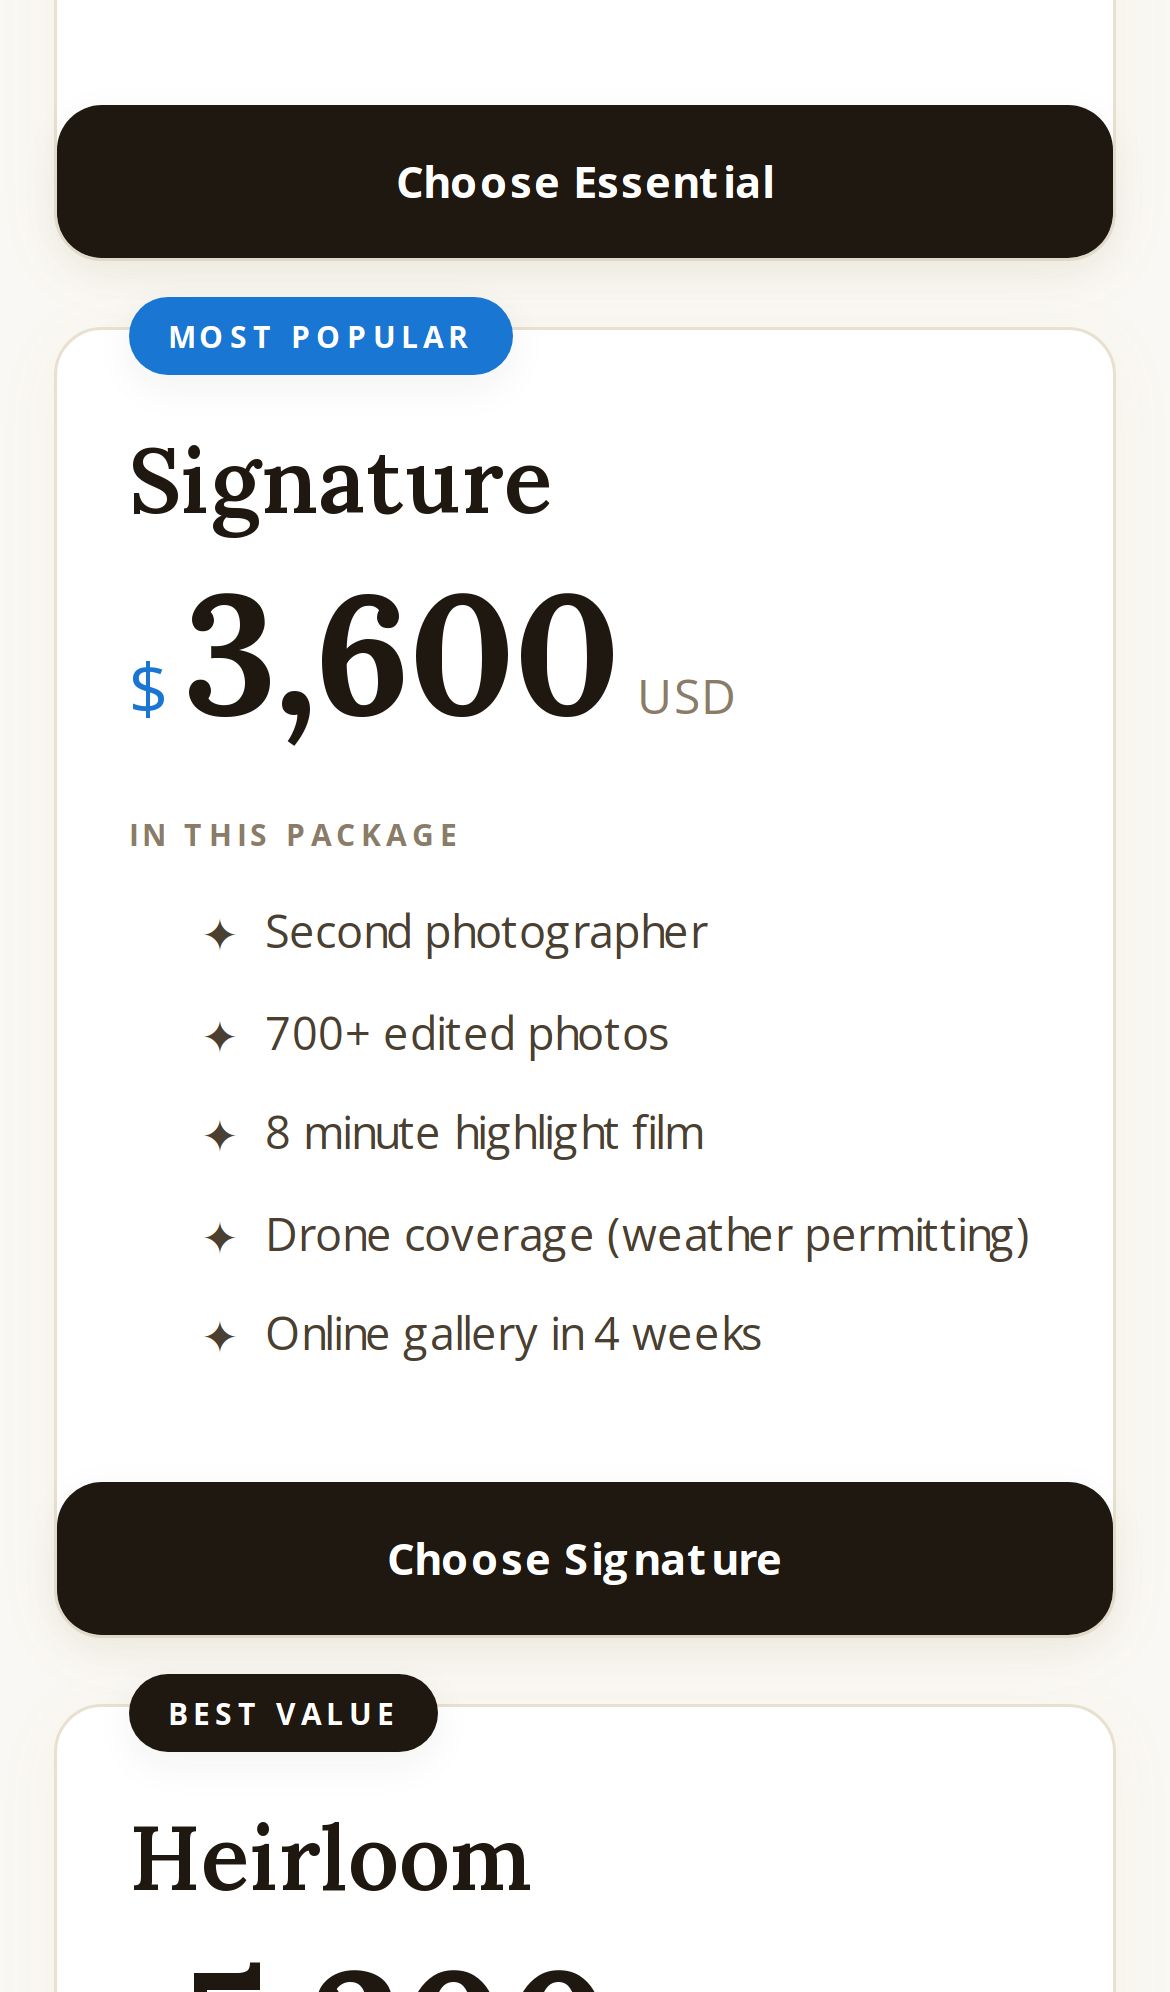 Choose Essential
MOST POPULAR
Signature
$ 3,600 USD
IN THIS PACKAGE
✦ Second photographer
✦ 700+ edited photos
✦ 8 minute highlight film
✦ Drone coverage (weather permitting)
✦ Online gallery in 4 weeks
Choose Signature
BEST VALUE
Heirloom